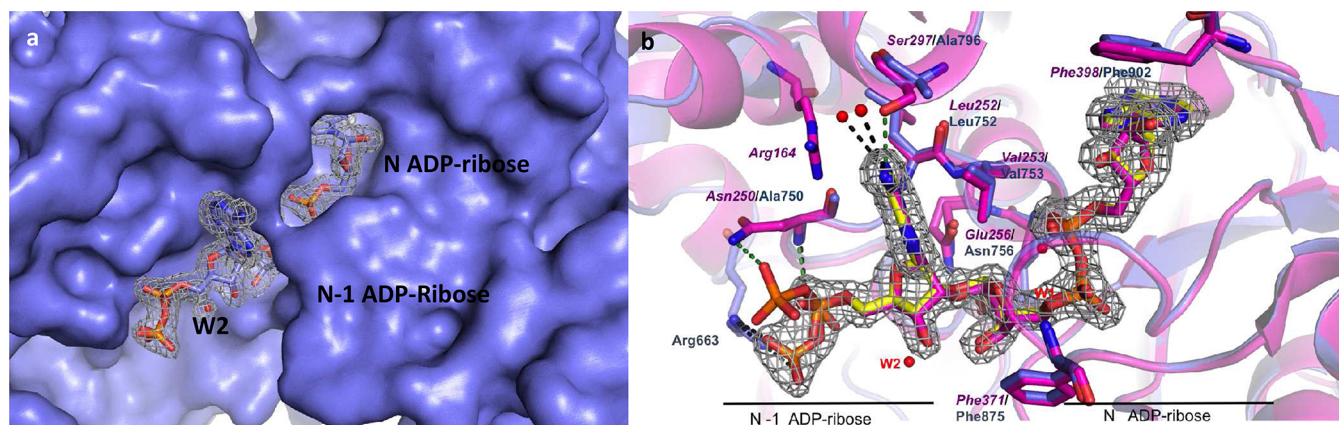 a
N ADP-ribose
N-1 ADP-Ribose
W2
b
Ser297/Ala796
Phe398/Phe902
Leu252/
Leu752
Arg164
Val253/
Val753
Asn250/Ala750
Glu256/
Asn756
W1
Arg663
W2
Phe371/
Phe875
N -1 ADP-ribose
N ADP-ribose